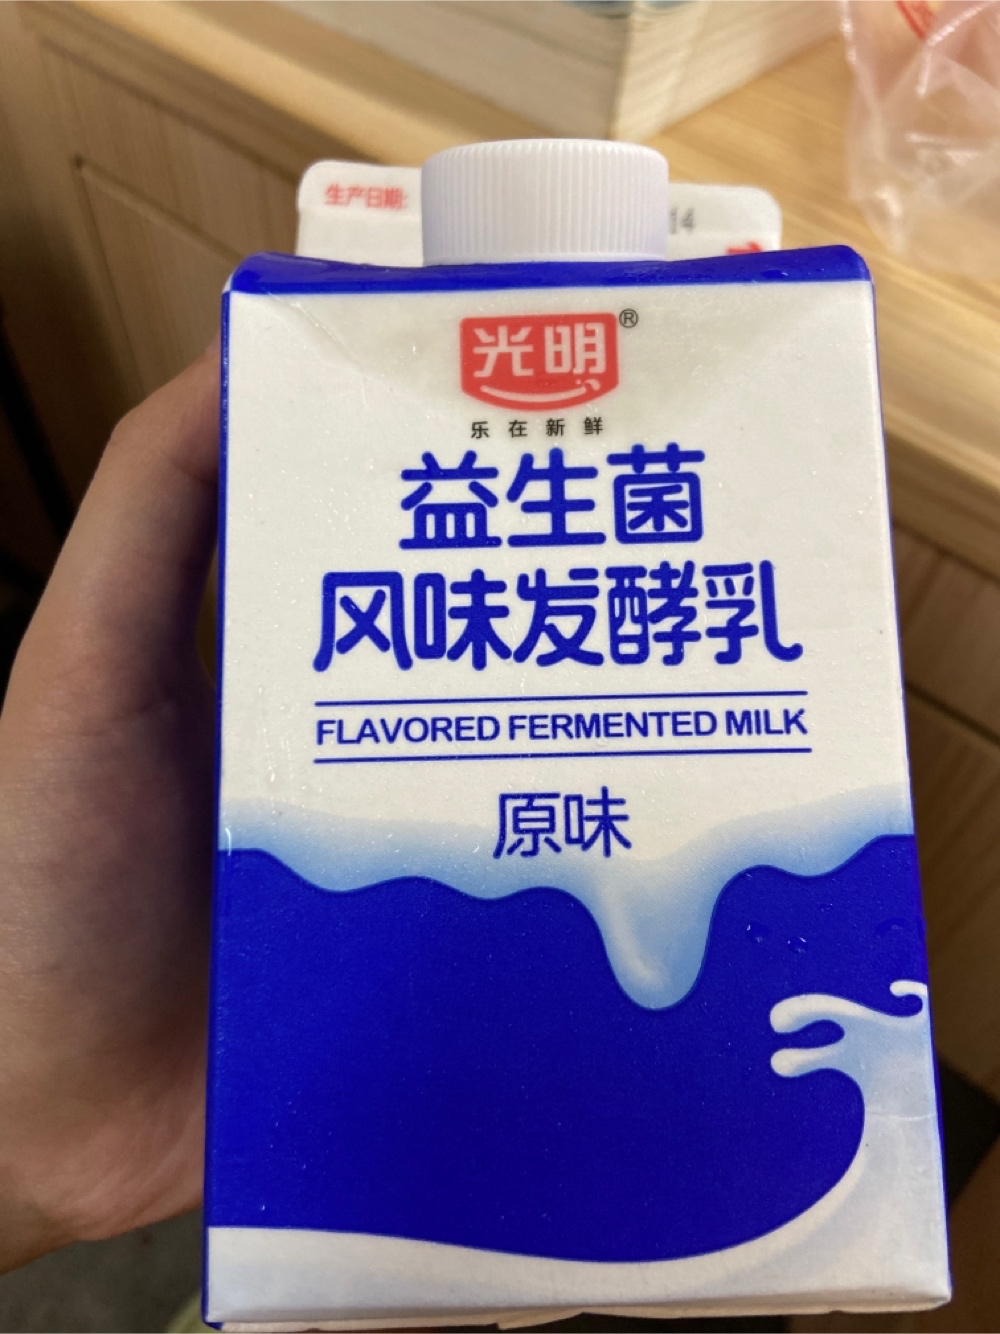 生产日期:
14
光明®
乐在新鲜
益生菌
风味发酵乳
FLAVORED FERMENTED MILK
原味